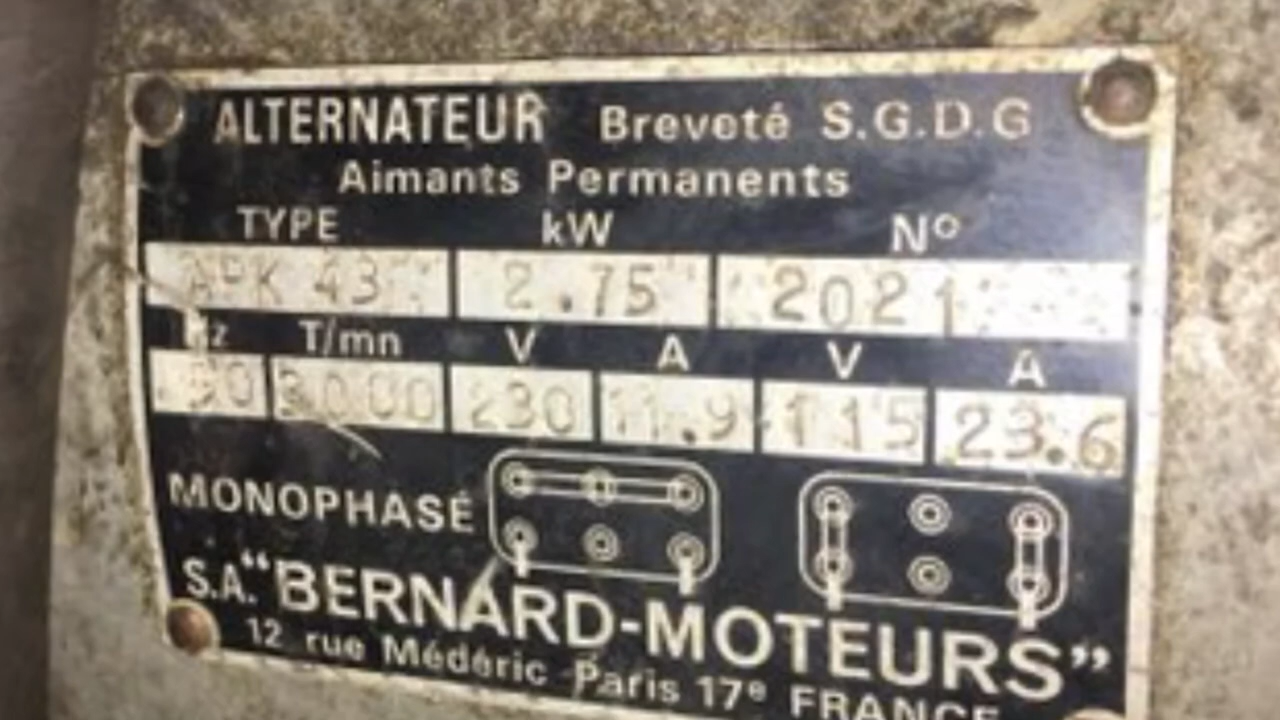 ALTERNATEUR Breveté S.G.D.G
Aimants Permanents
TYPE kW Nº
APK 43 2.75 2021
Hz T/mn V A V A
50 3000 230 11.9 115 23.6
MONOPHASÉ
S.A. "BERNARD-MOTEURS"
12 rue Médéric Paris 17e FRANCE